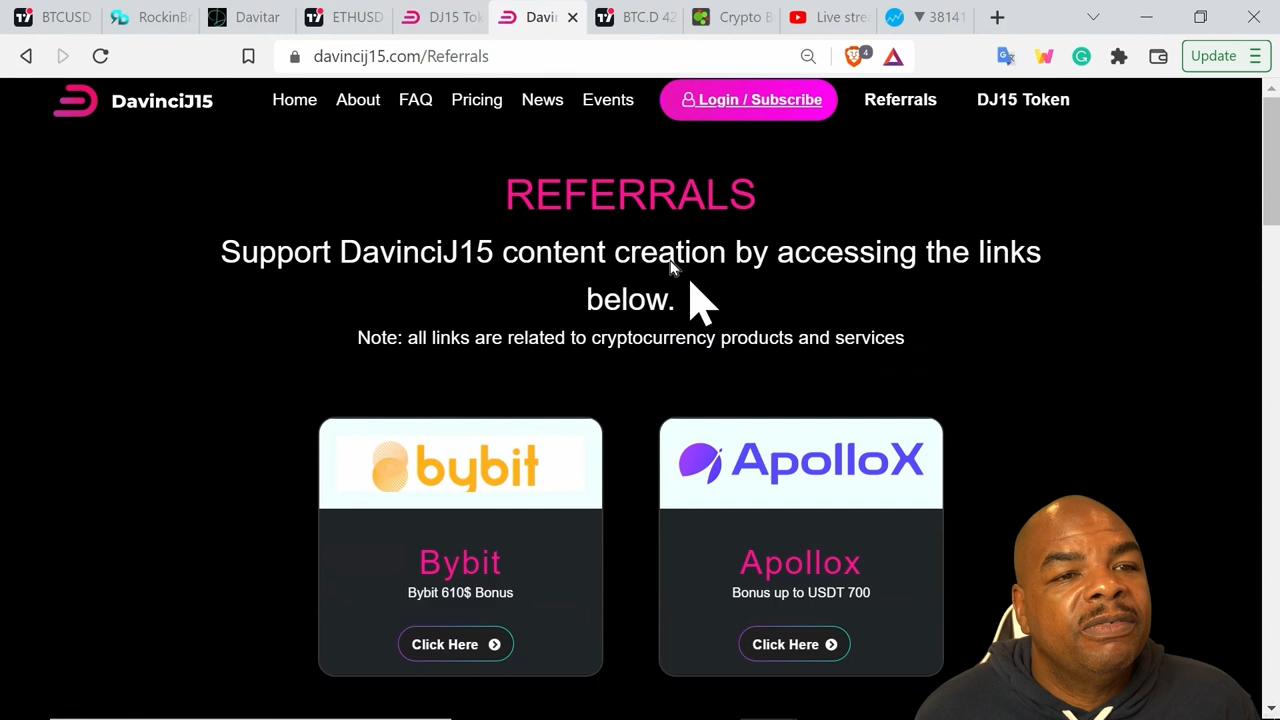 BTCUSD
RockinBr
Davitar
ETHUSD
DJ15 Tok
Davi
BTC.D 42
Crypto B
Live stre
▼ 38141
davincij15.com/Referrals
4
Update
DavinciJ15
Home
About
FAQ
Pricing
News
Events
Login / Subscribe
Referrals
DJ15 Token
REFERRALS
Support DavinciJ15 content creation by accessing the links
below.
Note: all links are related to cryptocurrency products and services
bybit
ApolloX
Bybit
Apollox
Bybit 610$ Bonus
Bonus up to USDT 700
Click Here
Click Here